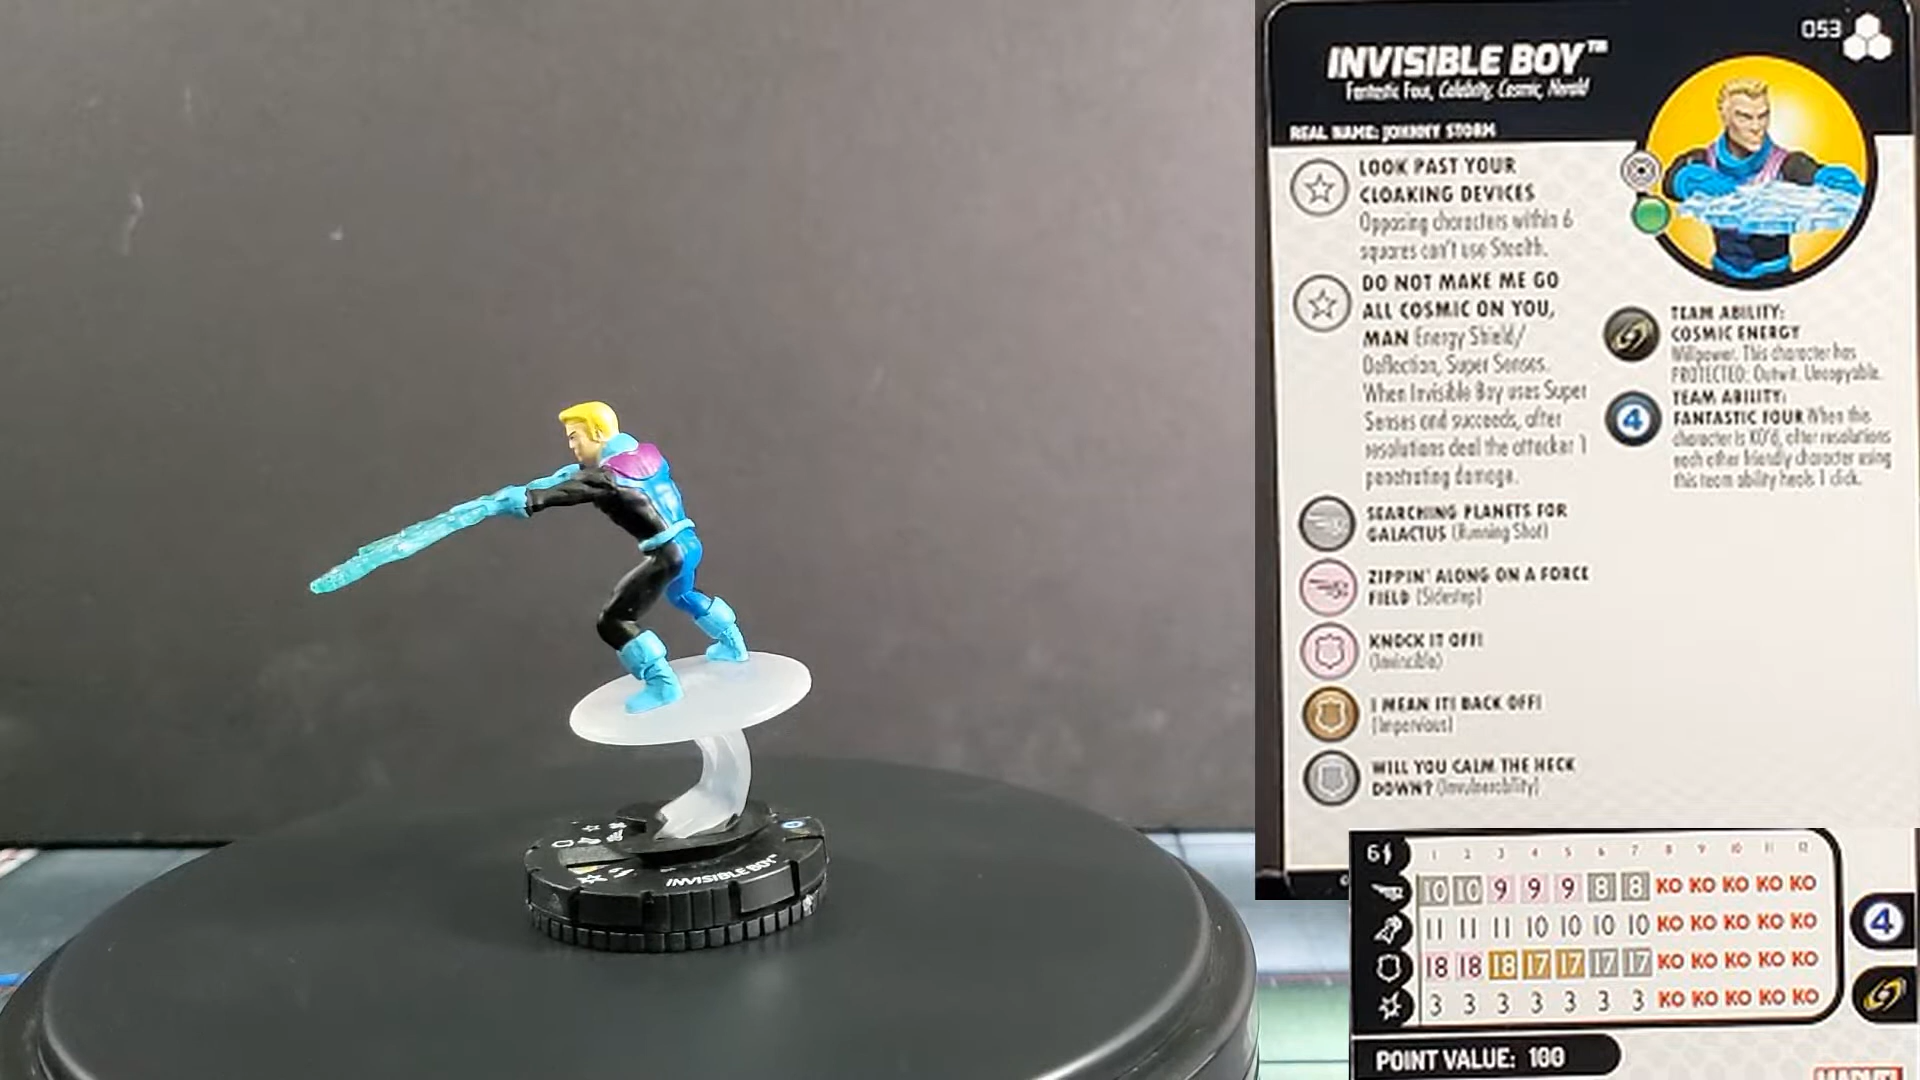 053
INVISIBLE BOY™
Fantastic Four, Celebrity, Cosmic, Herald
REAL NAME: JOHNNY STORM
LOOK PAST YOUR
CLOAKING DEVICES
Opposing characters within 6
squares can't use Stealth.
DO NOT MAKE ME GO
ALL COSMIC ON YOU,
MAN Energy Shield/
Deflection, Super Senses.
When Invisible Boy uses Super
Senses and succeeds, after
resolutions deal the attacker 1
penetrating damage.
SEARCHING PLANETS FOR
GALACTUS (Running Shot)
ZIPPIN' ALONG ON A FORCE
FIELD (Sidestep)
KNOCK IT OFF!
(Invincible)
I MEAN IT! BACK OFF!
(Impervious)
WILL YOU CALM THE HECK
DOWN? (Invulnerability)
TEAM ABILITY:
COSMIC ENERGY
Willpower. This character has
PROTECTED: Outwit. Uncopyable.
4
TEAM ABILITY:
FANTASTIC FOUR When this
character is KO'd, after resolutions
each other friendly character using
this team ability heals 1 click.
6 1 2 3 4 5 6 7 8 9 10 11 12
10 10 9 9 9 8 8 KO KO KO KO KO
11 11 11 10 10 10 10 KO KO KO KO KO
18 18 18 17 17 17 17 KO KO KO KO KO
3 3 3 3 3 3 3 KO KO KO KO KO
4
POINT VALUE: 100
MARVEL
INVISIBLE BOY™